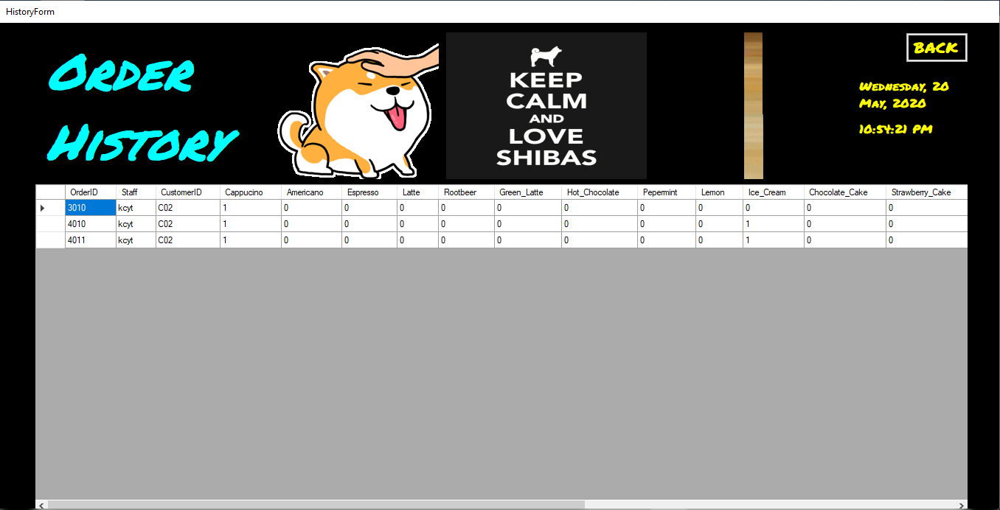 HistoryForm
Order
History
KEEP
CALM
AND
LOVE
SHIBAS
BACK
Wednesday, 20
May, 2020
10:54:21 PM
OrderID Staff CustomerID Cappucino Americano Espresso Latte Rootbeer Green_Latte Hot_Chocolate Pepermint Lemon Ice_Cream Chocolate_Cake Strawberry_Cake
3010 kcyt C02 1 0 0 0 0 0 0 0 0 0 0 0
4010 kcyt C02 1 0 0 0 0 0 0 0 0 1 0 0
4011 kcyt C02 1 0 0 0 0 0 0 0 0 1 0 0